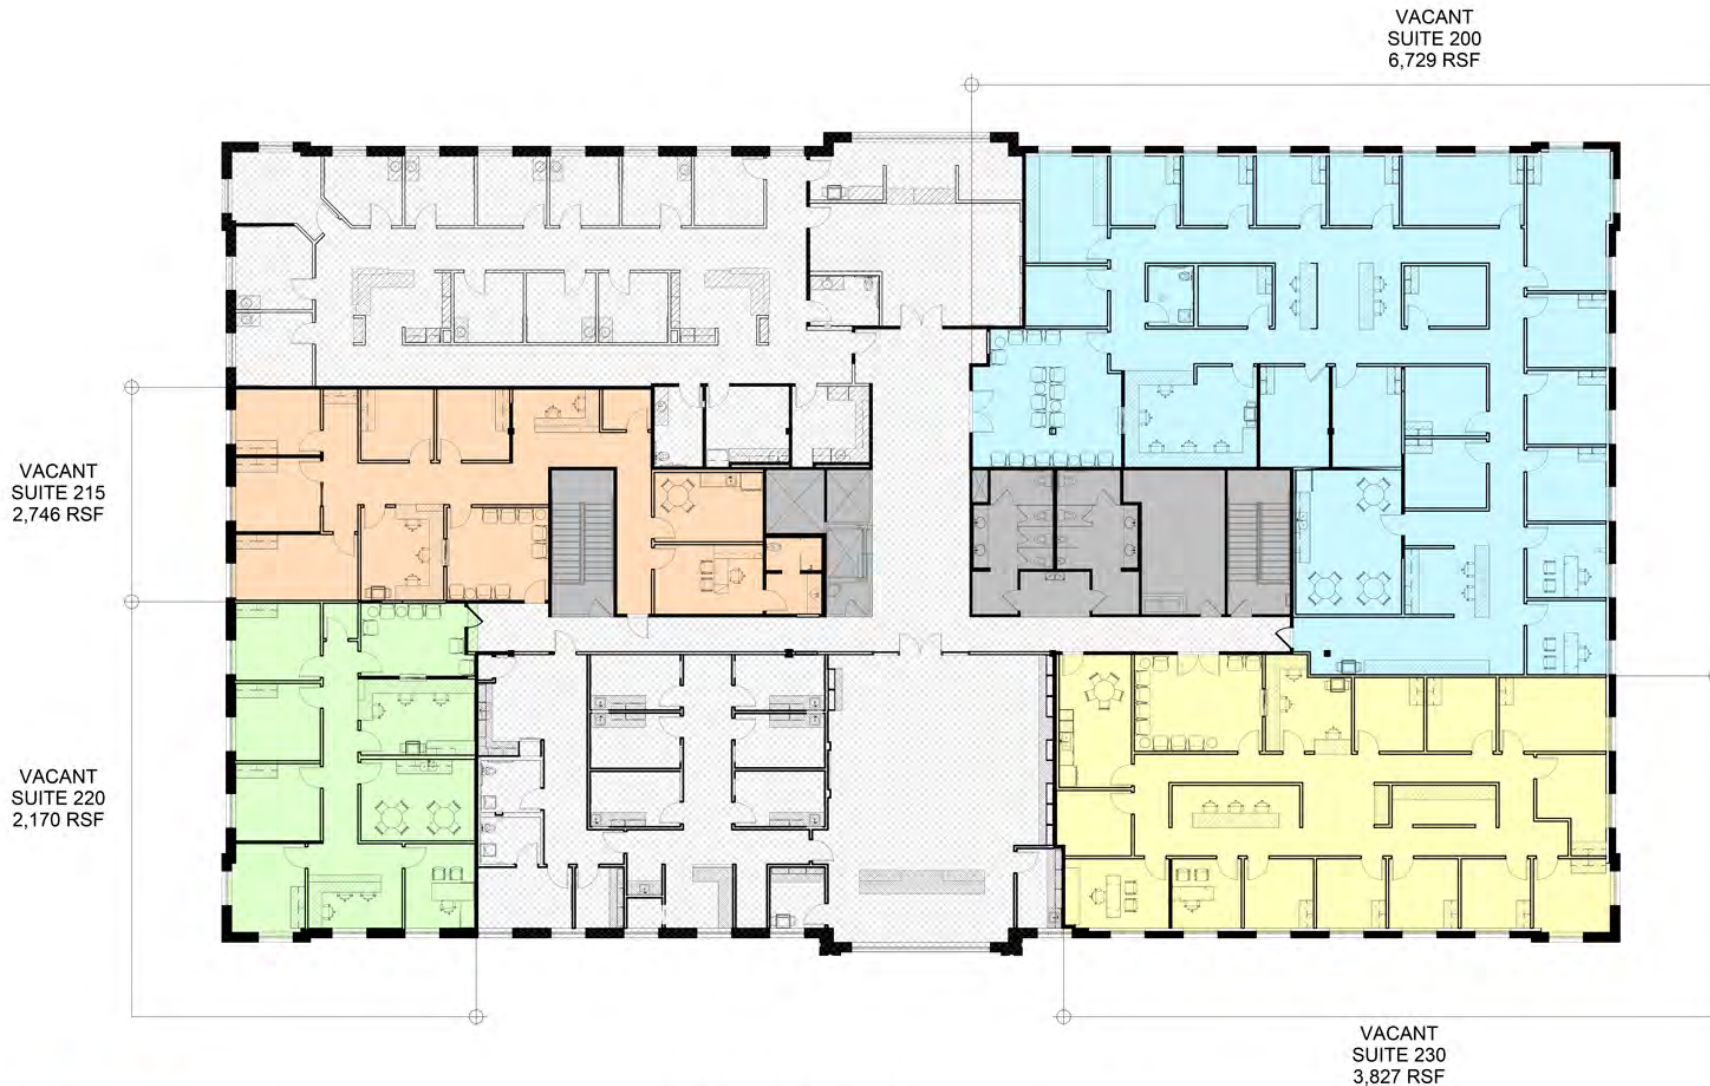 VACANT
SUITE 200
6,729 RSF
VACANT
SUITE 215
2,746 RSF
VACANT
SUITE 220
2,170 RSF
VACANT
SUITE 230
3,827 RSF